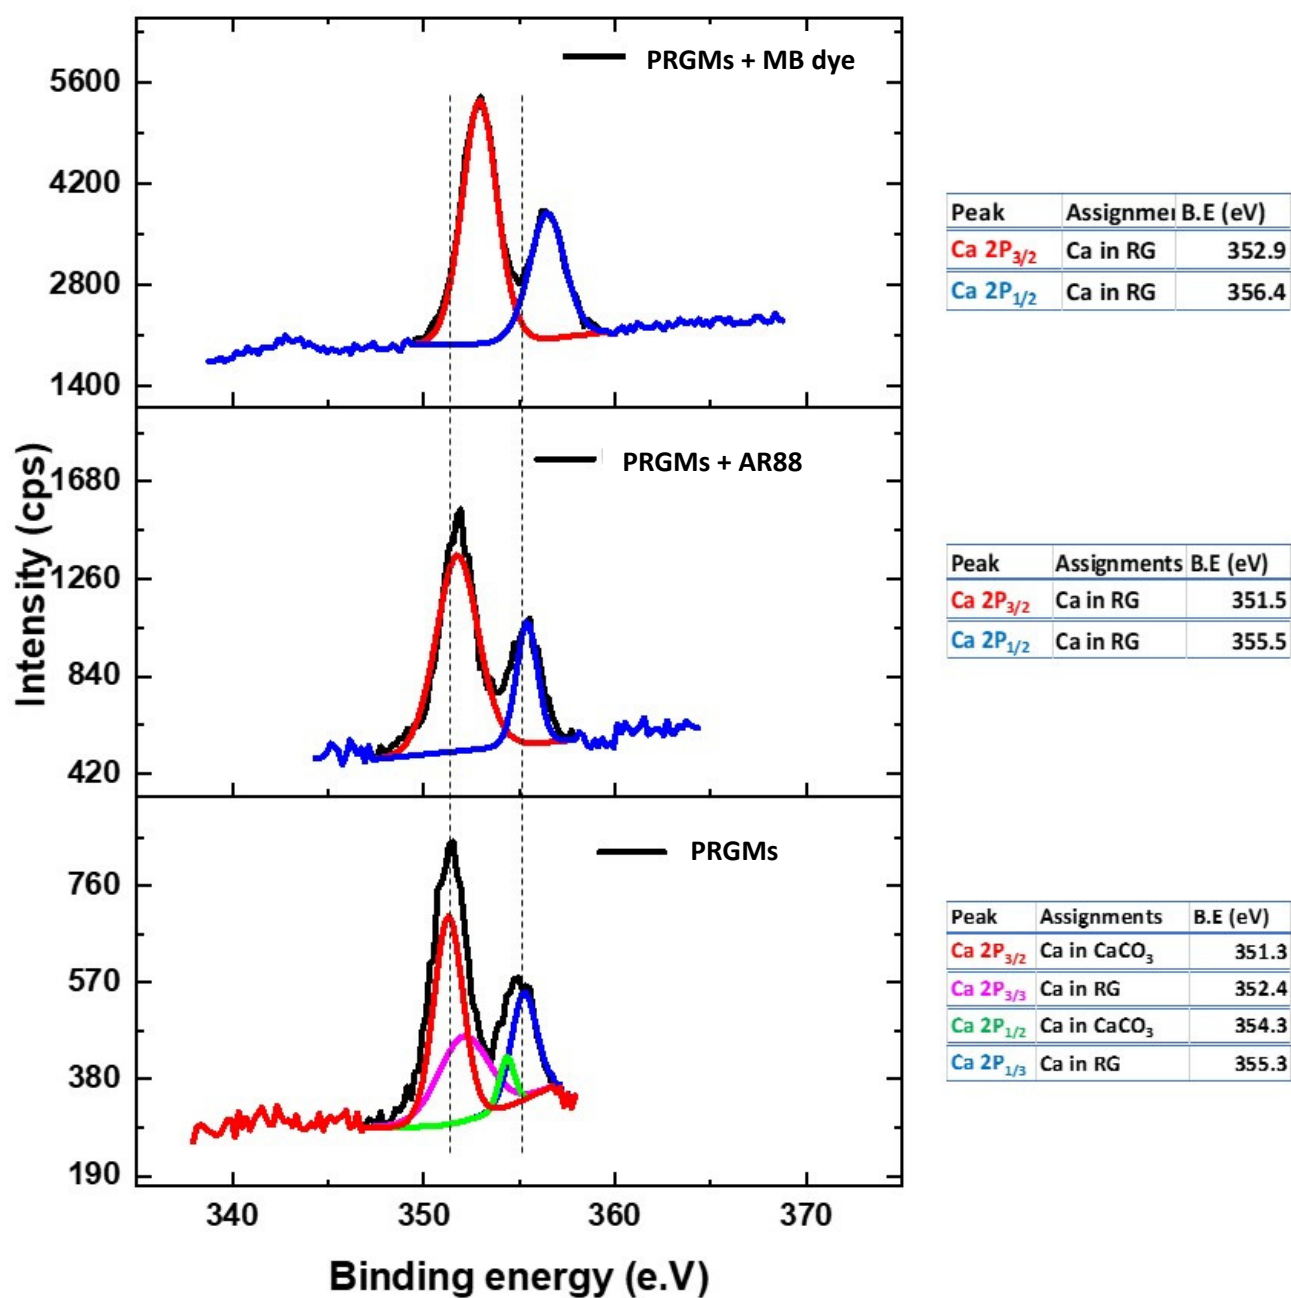 PRGMs + MB dye
5600
4200
2800
1400
Peak Assignmer B.E (eV)
Ca 2P3/2 Ca in RG 352.9
Ca 2P1/2 Ca in RG 356.4
PRGMs + AR88
1680
1260
840
420
Peak Assignments B.E (eV)
Ca 2P3/2 Ca in RG 351.5
Ca 2P1/2 Ca in RG 355.5
Intensity (cps)
PRGMs
760
570
380
190
Peak Assignments B.E (eV)
Ca 2P3/2 Ca in CaCO3 351.3
Ca 2P3/3 Ca in RG 352.4
Ca 2P1/2 Ca in CaCO3 354.3
Ca 2P1/3 Ca in RG 355.3
340 350 360 370
Binding energy (e.V)